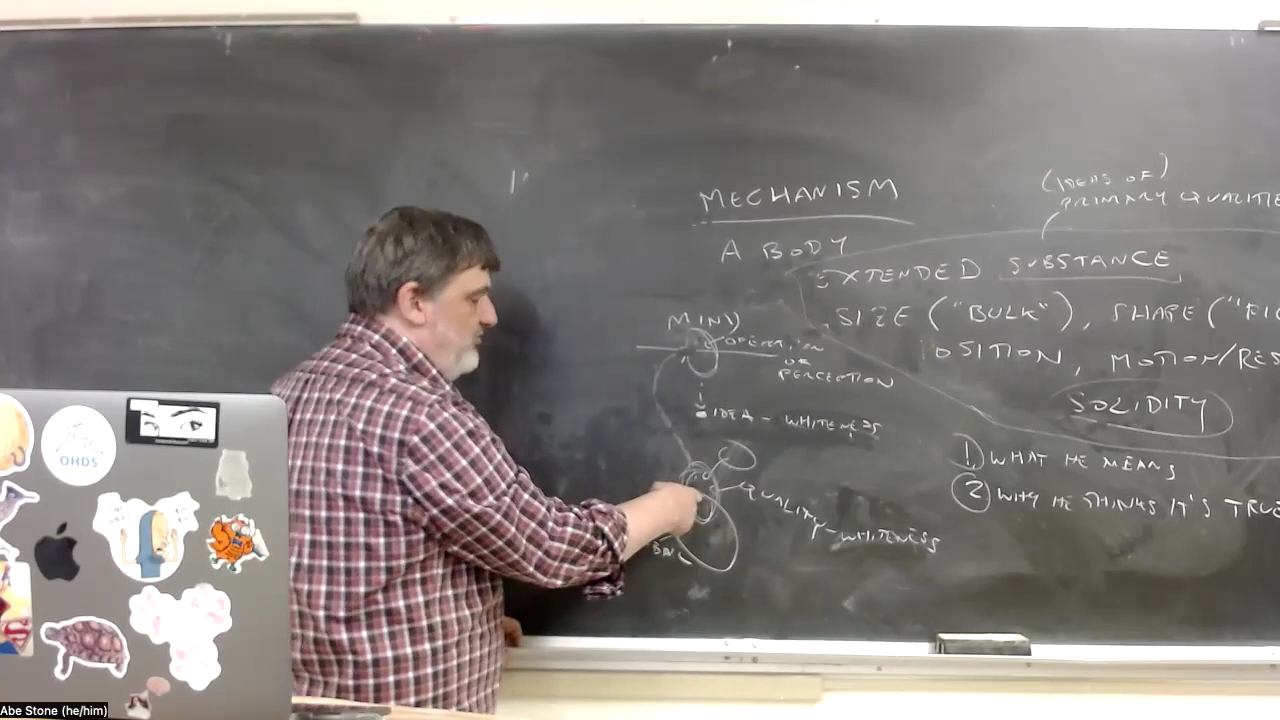 MECHANISM
(IDEAS OF)
PRIMARY QUALITIE
A BODY
EXTENDED SUBSTANCE
SIZE ("BULK"), SHAPE ("FIG
OSITION, MOTION/RES
SOLIDITY
1. WHAT HE MEANS
2 WHY HE THINKS IT'S TRUE
MIND
OPERATION
OR
PERCEPTION
IDEA - WHITENESS
QUALITY - WHITENESS
OHDS
Abe Stone (he/him)